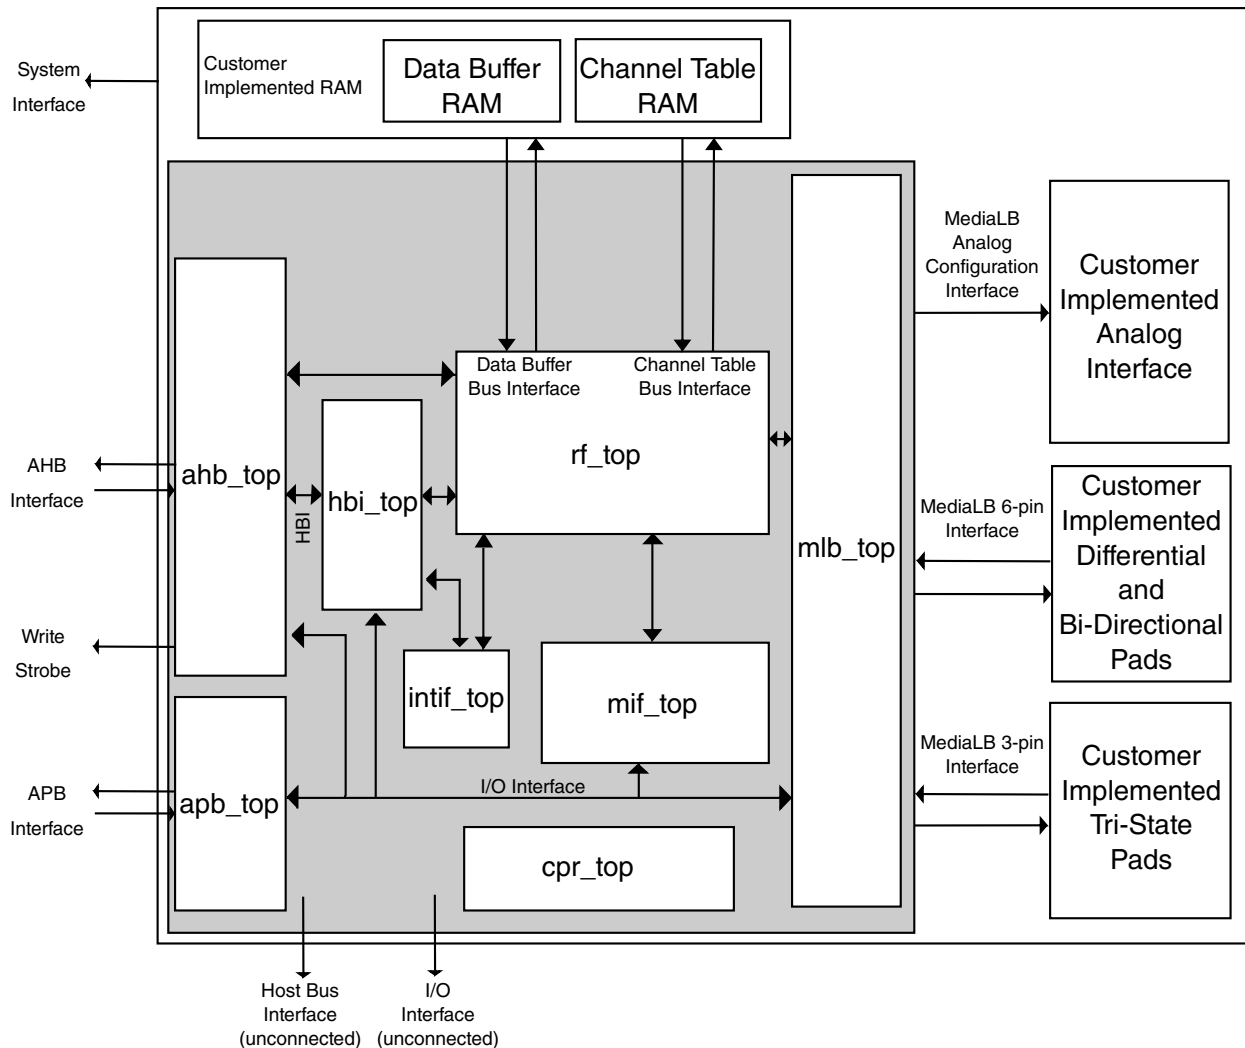 System
Interface
Customer
Implemented RAM
Data Buffer
RAM
Channel Table
RAM
MediaLB
Analog
Configuration
Interface
Customer
Implemented
Analog
Interface
Data Buffer
Bus Interface
Channel Table
Bus Interface
rf_top
AHB
Interface
ahb_top
HBI
hbi_top
mlb_top
MediaLB 6-pin
Interface
Customer
Implemented
Differential
and
Bi-Directional
Pads
Write
Strobe
intif_top
mif_top
MediaLB 3-pin
Interface
Customer
Implemented
Tri-State
Pads
APB
Interface
apb_top
I/O Interface
cpr_top
Host Bus
Interface
(unconnected)
I/O
Interface
(unconnected)